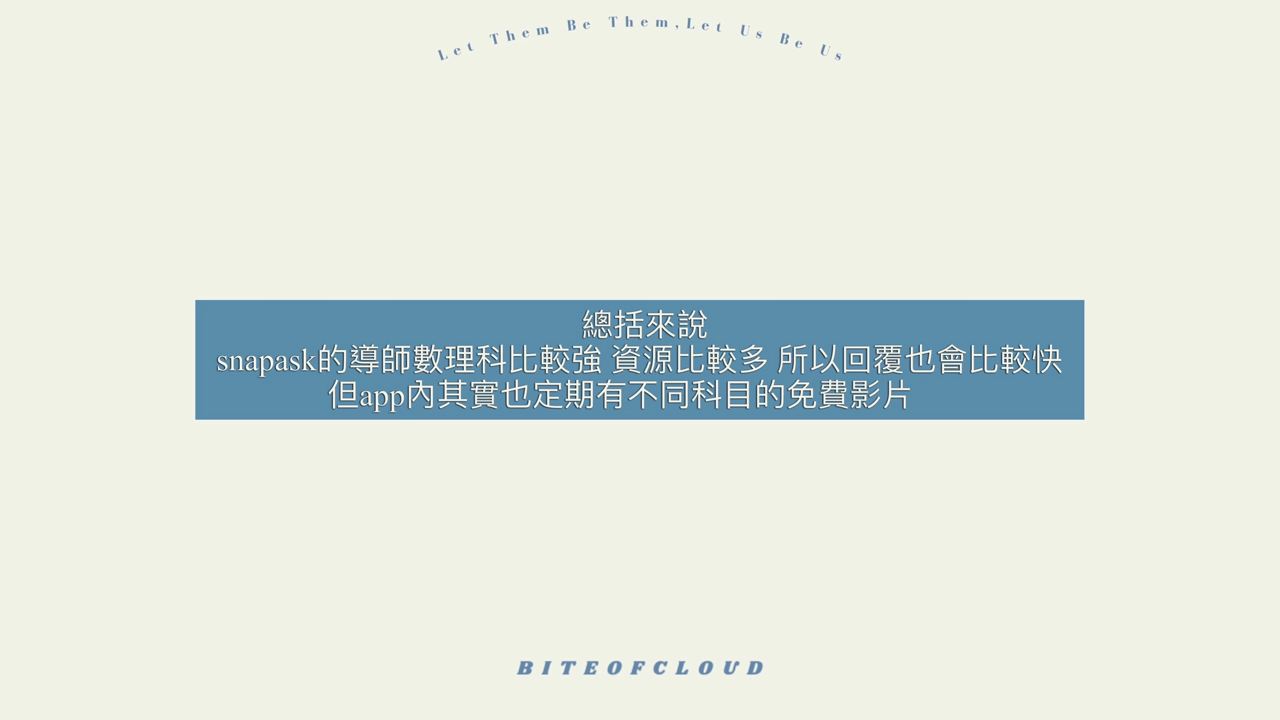 Let Them Be Them,Let Us Be Us
總括來說
snapask的導師數理科比較強 資源比較多 所以回覆也會比較快
但app內其實也定期有不同科目的免費影片
BITEOFCLOUD